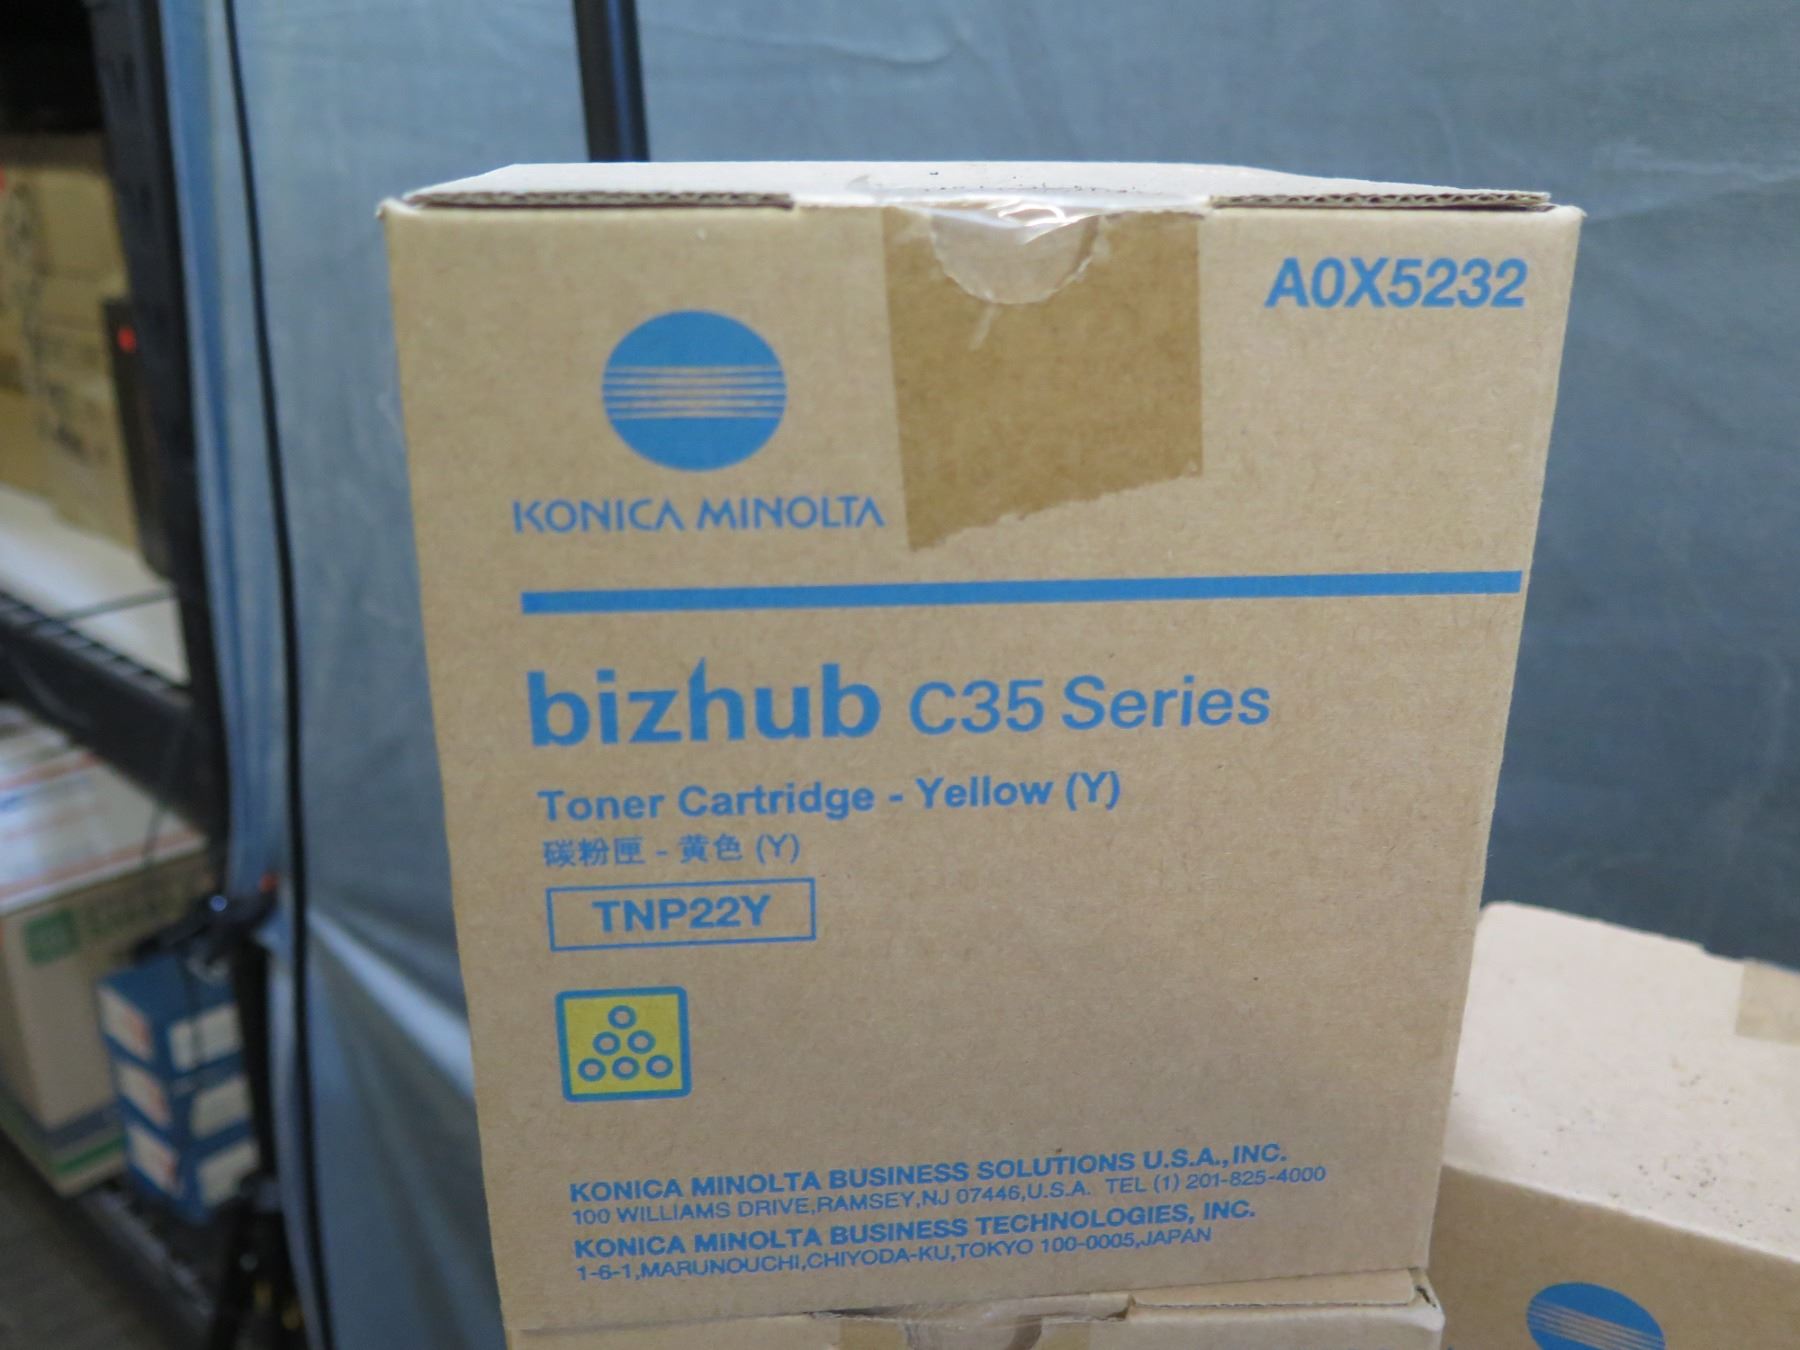 A0X5232
KONICA MINOLTA
bizhub C35 Series
Toner Cartridge - Yellow (Y)
碳粉匣 - 黄色 (Y)
TNP22Y
KONICA MINOLTA BUSINESS SOLUTIONS U.S.A.,INC.
100 WILLIAMS DRIVE,RAMSEY,NJ 07446,U.S.A. TEL (1) 201-825-4000
KONICA MINOLTA BUSINESS TECHNOLOGIES, INC.
1-6-1,MARUNOUCHI,CHIYODA-KU,TOKYO 100-0005,JAPAN